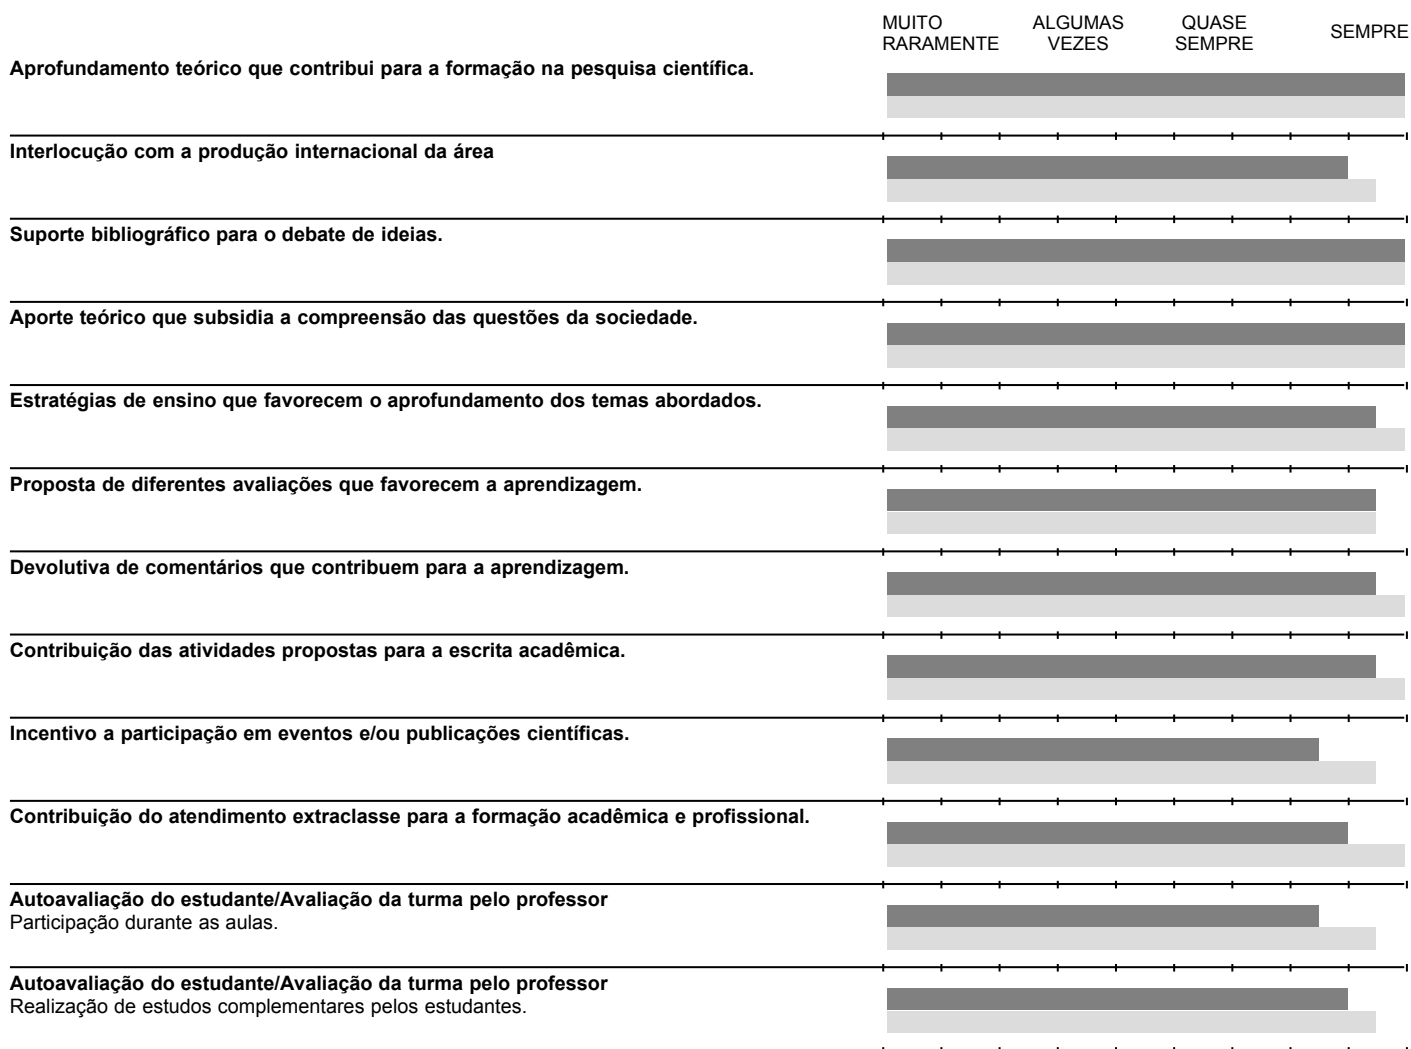 MUITO RARAMENTE ALGUMAS VEZES QUASE SEMPRE SEMPRE
Aprofundamento teórico que contribui para a formação na pesquisa científica.
Interlocução com a produção internacional da área
Suporte bibliográfico para o debate de ideias.
Aporte teórico que subsidia a compreensão das questões da sociedade.
Estratégias de ensino que favorecem o aprofundamento dos temas abordados.
Proposta de diferentes avaliações que favorecem a aprendizagem.
Devolutiva de comentários que contribuem para a aprendizagem.
Contribuição das atividades propostas para a escrita acadêmica.
Incentivo a participação em eventos e/ou publicações científicas.
Contribuição do atendimento extraclasse para a formação acadêmica e profissional.
Autoavaliação do estudante/Avaliação da turma pelo professor
Participação durante as aulas.
Autoavaliação do estudante/Avaliação da turma pelo professor
Realização de estudos complementares pelos estudantes.